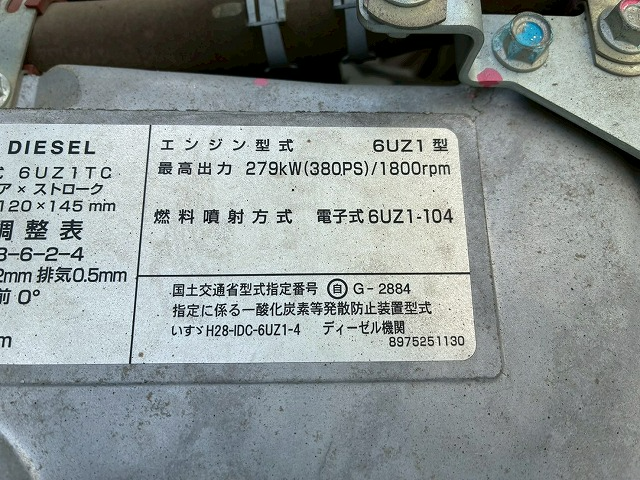 DIESEL
6UZ1TC
ア×ストローク
120×145mm
調整表
3-6-2-4
2mm 排気0.5mm
前 0°
m
エンジン型式 6UZ1型
最高出力 279kW(380PS)/1800rpm
燃料噴射方式 電子式6UZ1-104
国土交通省型式指定番号 自 G-2884
指定に係る一酸化炭素等発散防止装置型式
いすゞH28-IDC-6UZ1-4 ディーゼル機関
8975251130